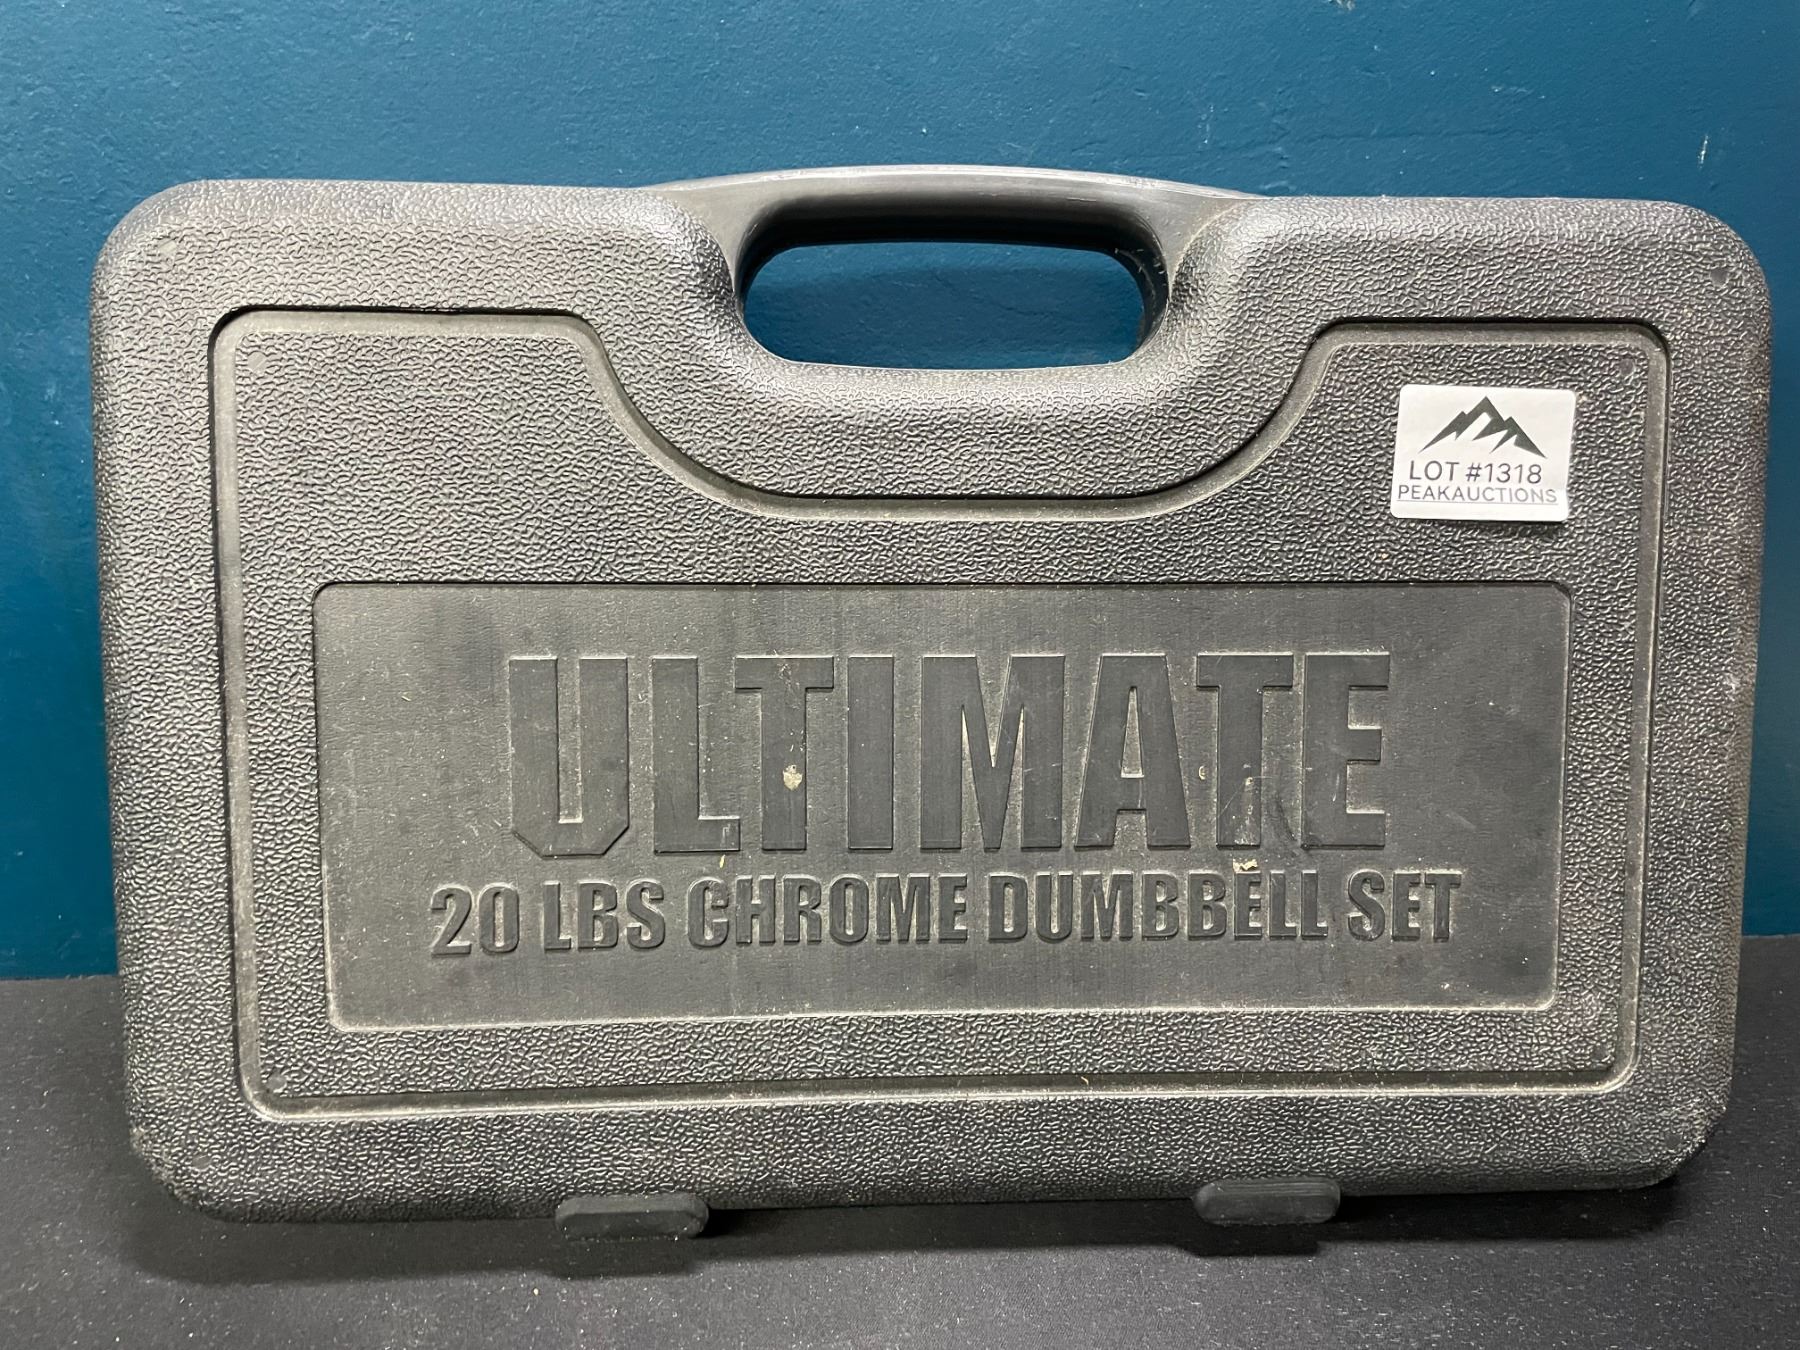 LOT #1318
PEAKAUCTIONS
ULTIMATE
20 LBS CHROME DUMBBELL SET